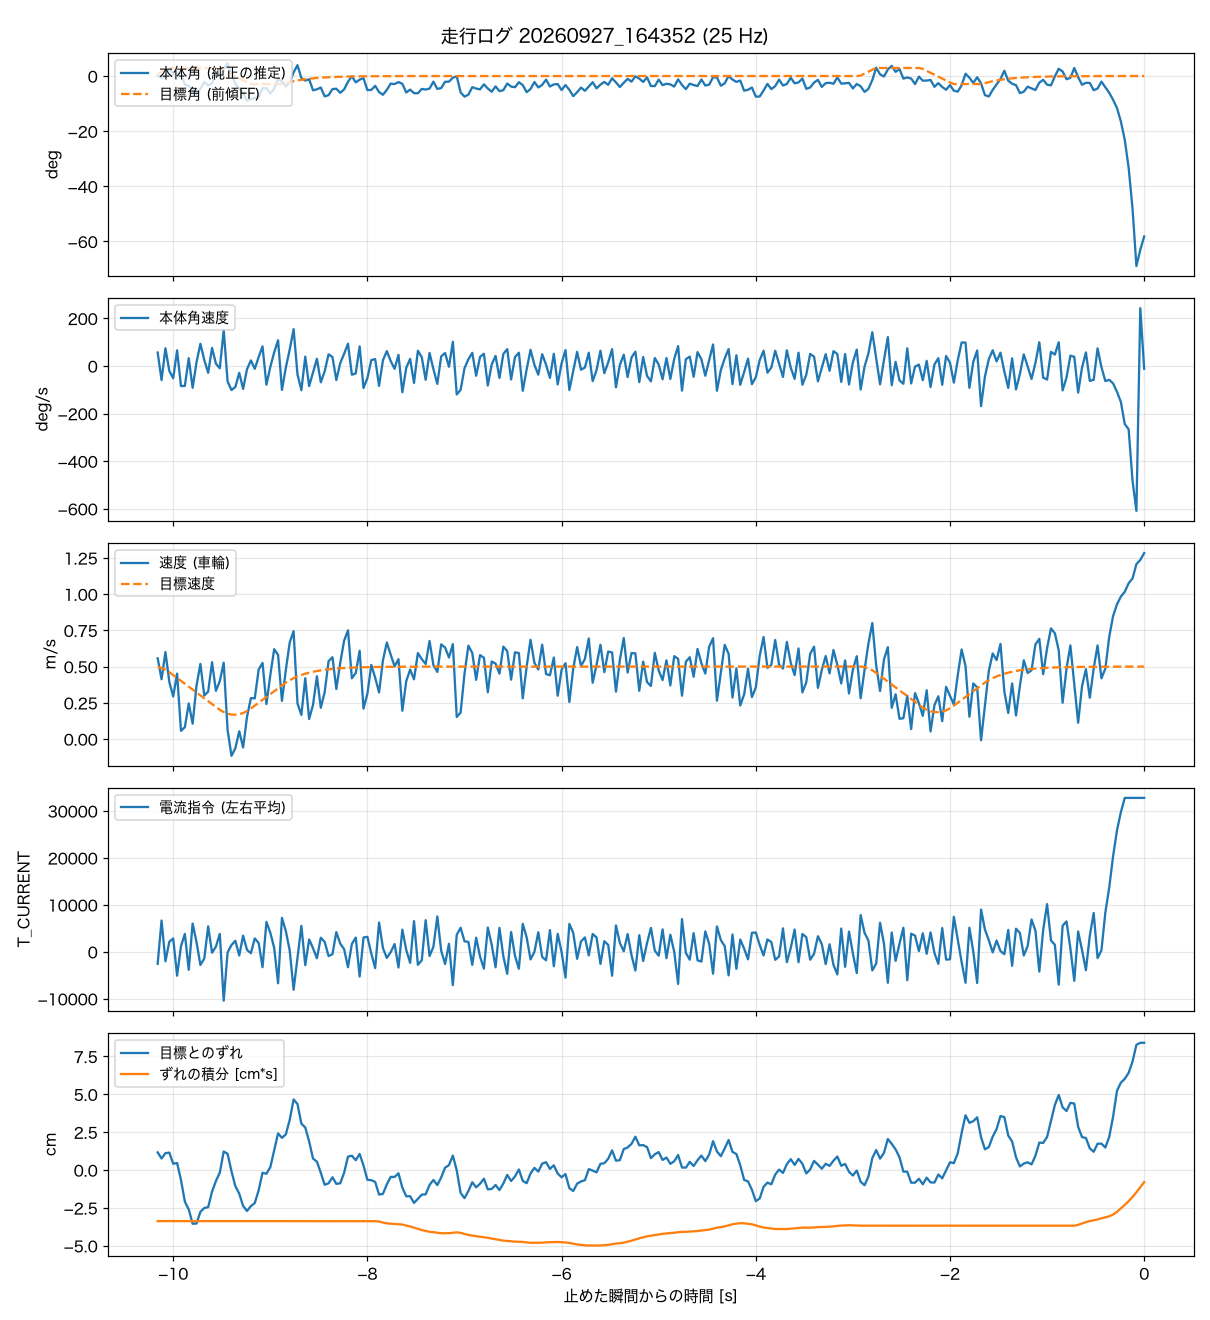 走行ログ 20260927_164352 (25 Hz)
本体角 (純正の推定)
目標角 (前傾FF)
deg
0
−20
−40
−60
本体角速度
deg/s
200
0
−200
−400
−600
速度 (車輪)
目標速度
m/s
1.25
1.00
0.75
0.50
0.25
0.00
電流指令 (左右平均)
T_CURRENT
30000
20000
10000
0
−10000
目標とのずれ
ずれの積分 [cm*s]
cm
7.5
5.0
2.5
0.0
−2.5
−5.0
−10 −8 −6 −4 −2 0
止めた瞬間からの時間 [s]